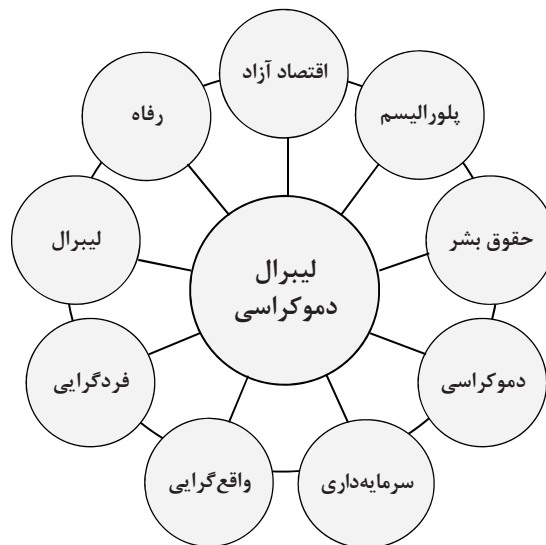 اقتصاد آزاد
پلورالیسم
رفاه
حقوق بشر
لیبرال
لیبرال
دموکراسی
دموکراسی
فردگرایی
سرمایه‌داری
واقع‌گرایی